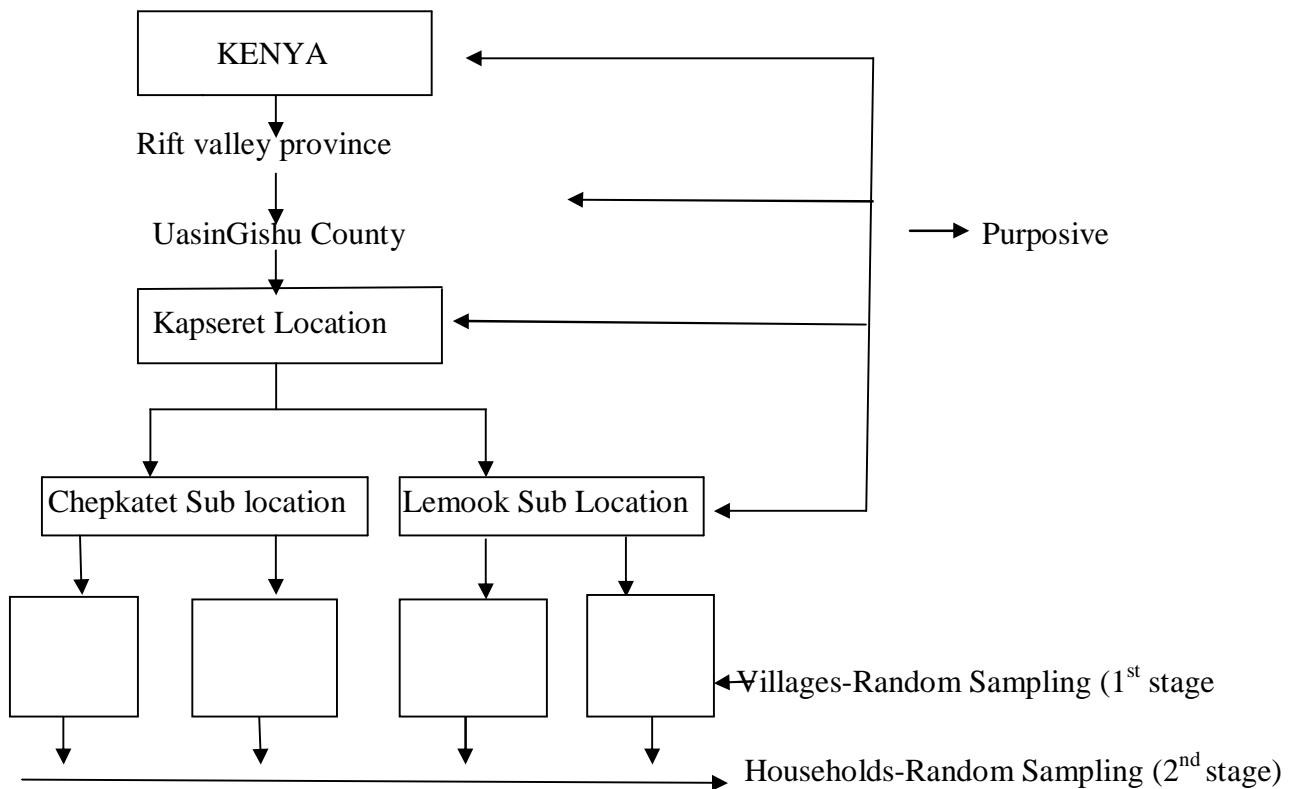 KENYA
Rift valley province
UasinGishu County
Purposive
Kapseret Location
Chepkatet Sub location
Lemook Sub Location
Villages-Random Sampling (1st stage
Households-Random Sampling (2nd stage)